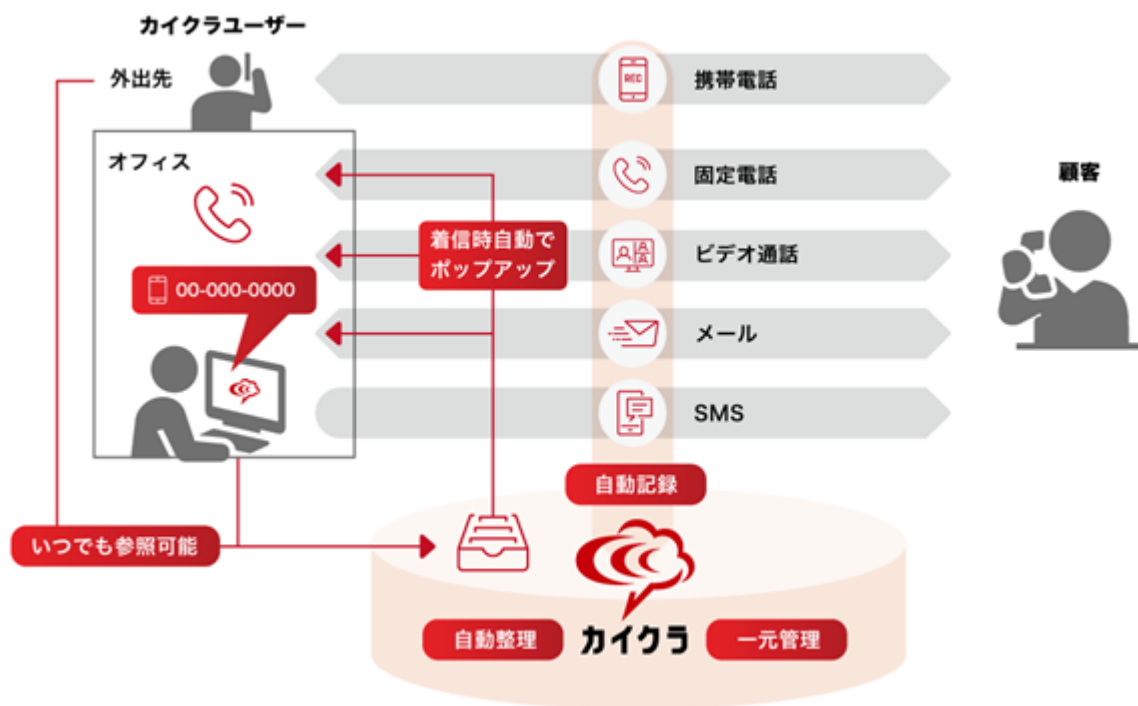 カイクラユーザー
外出先
REC
携帯電話
オフィス
固定電話
顧客
着信時自動で
ポップアップ
ビデオ通話
00-000-0000
メール
SMS
自動記録
いつでも参照可能
自動整理
カイクラ
一元管理